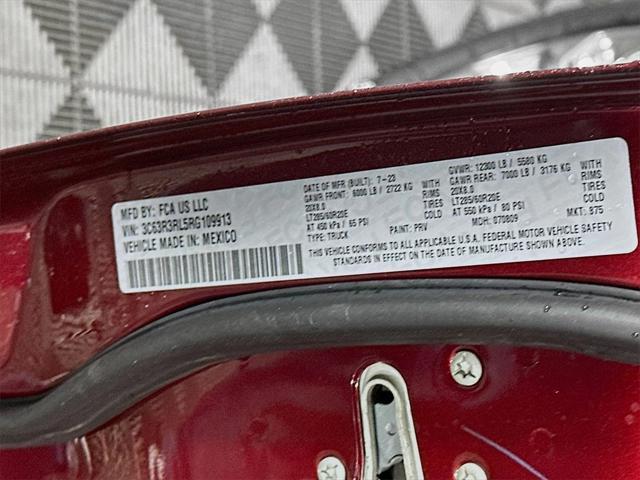 MFD BY: FCA US LLC
VIN: 3C63R3RL5RG109913
VEHICLE MADE IN: MEXICO
DATE OF MFR (BUILT): 7-23
GAWR FRONT: 6000 LB / 2722 KG WITH
20X8.0 RIMS
LT285/60R20E TIRES
AT 450 kPa / 65 PSI COLD
TYPE: TRUCK PAINT: PRV
GVWR: 12300 LB / 5580 KG
GAWR REAR: 7000 LB / 3176 KG WITH
20X8.0 RIMS
LT285/60R20E TIRES
AT 550 kPa / 80 PSI COLD
MDH: 070809 MKT: 975
THIS VEHICLE CONFORMS TO ALL APPLICABLE U.S.A. FEDERAL MOTOR VEHICLE SAFETY
STANDARDS IN EFFECT ON THE DATE OF MANUFACTURE SHOWN ABOVE.